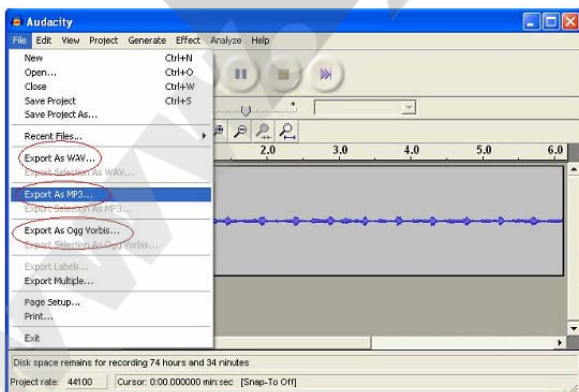 Audacity
File Edit View Project Generate Effect Analyze Help
New Ctrl+N
Open... Ctrl+O
Close Ctrl+W
Save Project Ctrl+S
Save Project As...
Recent Files...
2.0 3.0 4.0 5.0 6.0
Export As WAV...
Export Selection As WAV...
Export As MP3...
Export Selection As MP3...
Export As Ogg Vorbis...
Export Selection As Ogg Vorbis...
Export Labels...
Export Multiple...
Page Setup...
Print...
Exit
Disk space remains for recording 74 hours and 34 minutes
Project rate: 44100 Cursor: 0:00.000000 min:sec [Snap-To Off]